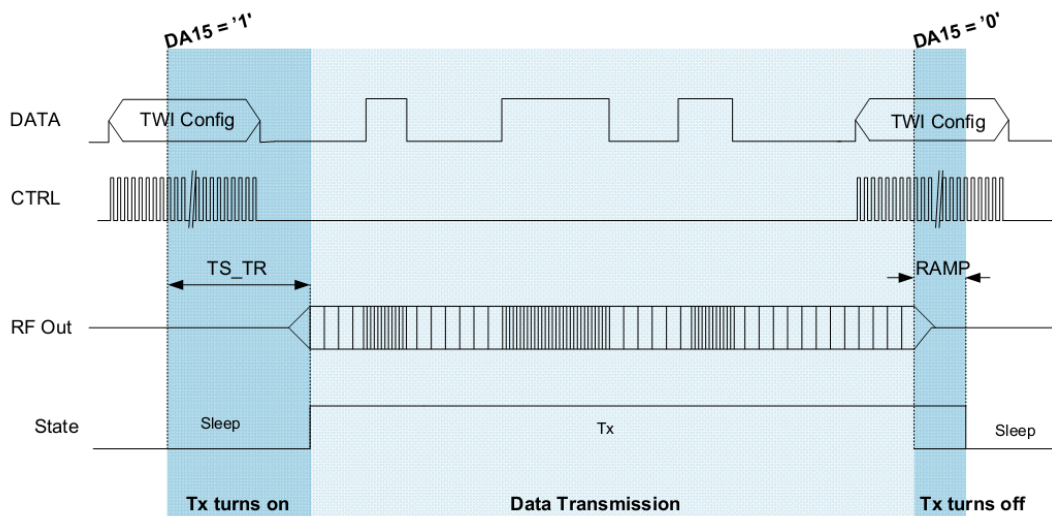 DA15 = '1'
DA15 = '0'
DATA
TWI Config
TWI Config
CTRL
TS_TR
RAMP
RF Out
State
Sleep
Tx
Sleep
Tx turns on
Data Transmission
Tx turns off